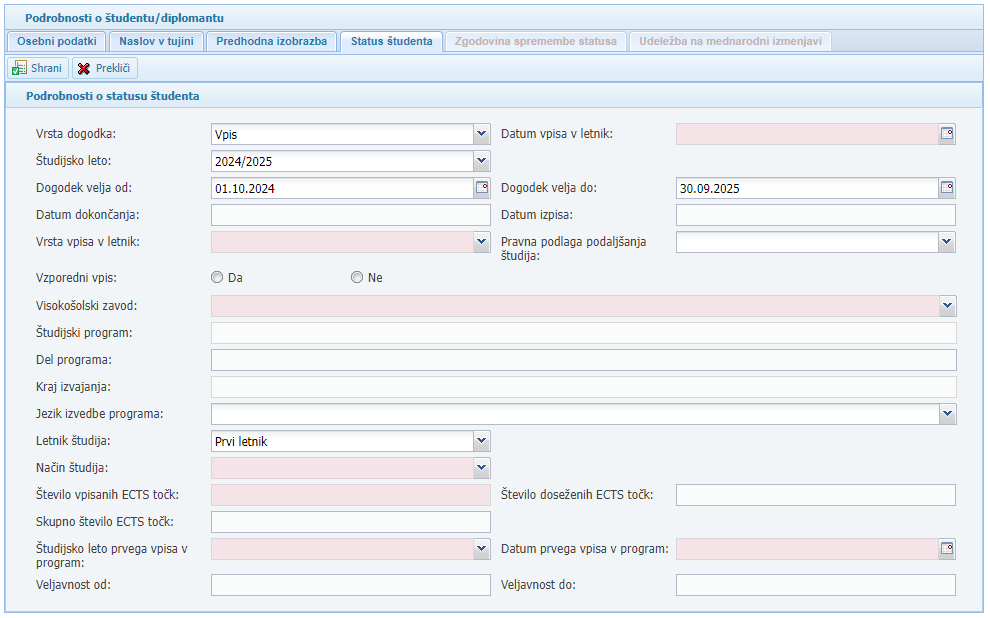 Podrobnosti o študentu/diplomantu
Osebni podatki Naslov v tujini Predhodna izobrazba Status študenta Zgodovina spremembe statusa Udeležba na mednarodni izmenjavi
Shrani Prekliči
Podrobnosti o statusu študenta
Vrsta dogodka: Vpis Datum vpisa v letnik:
Študijsko leto: 2024/2025
Dogodek velja od: 01.10.2024 Dogodek velja do: 30.09.2025
Datum dokončanja: Datum izpisa:
Vrsta vpisa v letnik: Pravna podlaga podaljšanja
študija:
Vzporedni vpis: Da Ne
Visokošolski zavod:
Študijski program:
Del programa:
Kraj izvajanja:
Jezik izvedbe programa:
Letnik študija: Prvi letnik
Način študija:
Število vpisanih ECTS točk: Število doseženih ECTS točk:
Skupno število ECTS točk:
Študijsko leto prvega vpisa v Datum prvega vpisa v program:
program:
Veljavnost od: Veljavnost do: